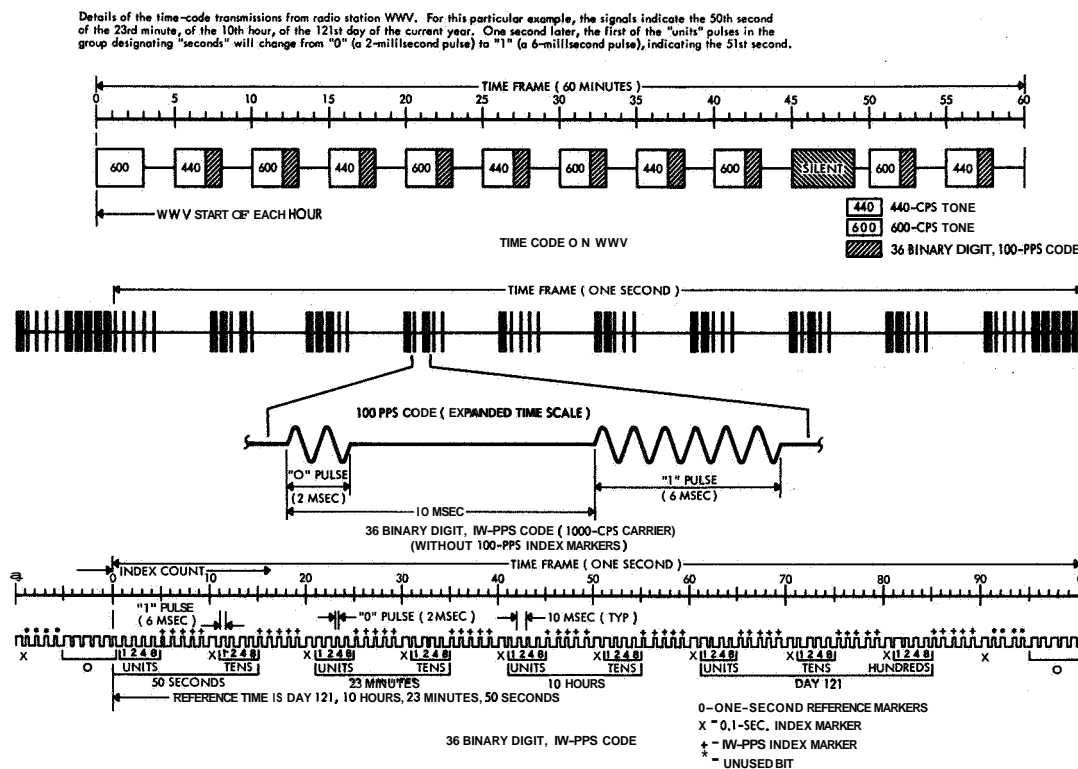 Details of the time-code transmissions from radio station WWV. For this particular example, the signals indicate the 50th second
of the 23rd minute, of the 10th hour, of the 121st day of the current year. One second later, the first of the "units" pulses in the
group designating "seconds" will change from "0" (a 2-millisecond pulse) to "1" (a 6-millisecond pulse), indicating the 51st second.
TIME FRAME ( 60 MINUTES )
0 5 10 15 20 25 30 35 40 45 50 55 60
600 440 600 440 600 440 600 440 600 SILENT 600 440
WWV START OF EACH HOUR
440 440-CPS TONE
600 600-CPS TONE
36 BINARY DIGIT, 100-PPS CODE
TIME CODE O N WWV
TIME FRAME ( ONE SECOND )
100 PPS CODE ( EXPANDED TIME SCALE )
"O" PULSE
(2 MSEC)
"1" PULSE
( 6 MSEC)
10 MSEC
36 BINARY DIGIT, IW-PPS CODE ( 1000-CPS CARRIER)
(WITHOUT 100-PPS INDEX MARKERS )
TIME FRAME ( ONE SECOND )
INDEX COUNT
0 10 20 30 40 50 60 70 80 90
"1" PULSE
( 6 MSEC)
"0" PULSE ( 2MSEC)
10 MSEC ( TYP )
X O 1 2 4 8 X 1 2 4 8 X 1 2 4 8 X 1 2 4 8 X 1 2 4 8 X 1 2 4 8 X 1 2 4 8 X 1 2 4 8 X 1 2 4 8 X O
UNITS TENS UNITS TENS UNITS TENS UNITS TENS HUNDREDS
50 SECONDS 23 MINUTES 10 HOURS DAY 121
REFERENCE TIME IS DAY 121, 10 HOURS, 23 MINUTES, 50 SECONDS
0-ONE-SECOND REFERENCE MARKERS
X - 0.1-SEC. INDEX MARKER
+ - IW-PPS INDEX MARKER
* - UNUSED BIT
36 BINARY DIGIT, IW-PPS CODE